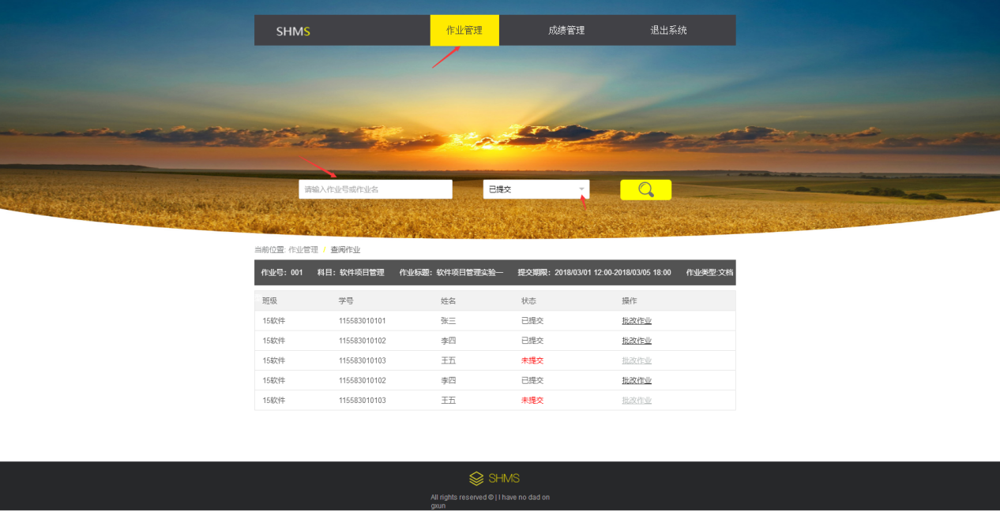 SHMS 作业管理 成绩管理 退出系统
请输入作业号或作业名 已提交
当前位置: 作业管理 / 查阅作业
作业号：001 科目：软件项目管理 作业标题：软件项目管理实验一 提交期限：2018/03/01 12:00-2018/03/05 18:00 作业类型:文档
班级 学号 姓名 状态 操作
15软件 115583010101 张三 已提交 批改作业
15软件 115583010102 李四 已提交 批改作业
15软件 115583010103 王五 未提交 批改作业
15软件 115583010102 李四 已提交 批改作业
15软件 115583010103 王五 未提交 批改作业
SHMS
All rights reserved © | I have no dad on
gxun